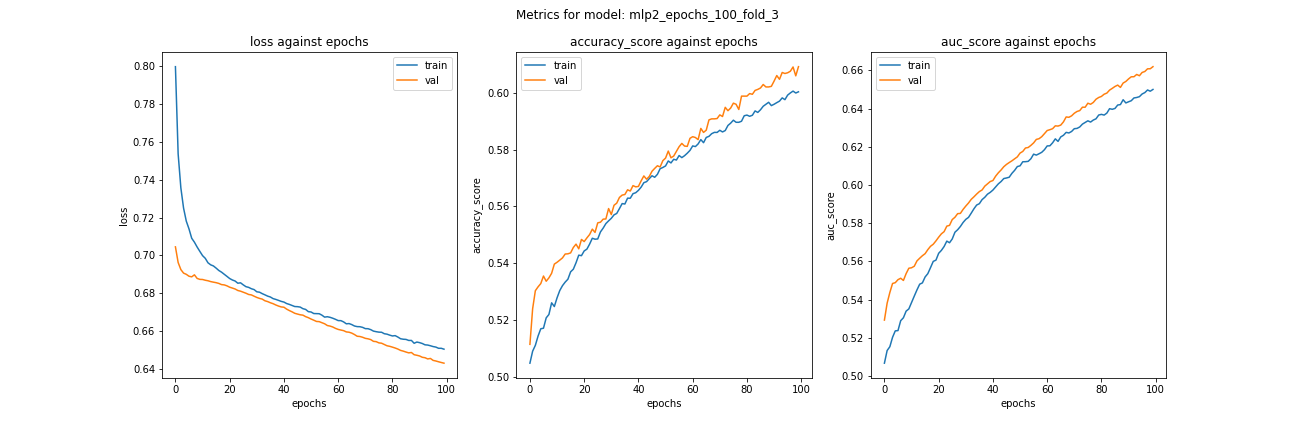 Metrics for model: mlp2_epochs_100_fold_3
loss against epochs
train
val
0.80
0.78
0.76
0.74
0.72
0.70
0.68
0.66
0.64
loss
0
20
40
60
80
100
epochs
accuracy_score against epochs
train
val
0.60
0.58
0.56
0.54
0.52
0.50
accuracy_score
0
20
40
60
80
100
epochs
auc_score against epochs
train
val
0.66
0.64
0.62
0.60
0.58
0.56
0.54
0.52
0.50
auc_score
0
20
40
60
80
100
epochs